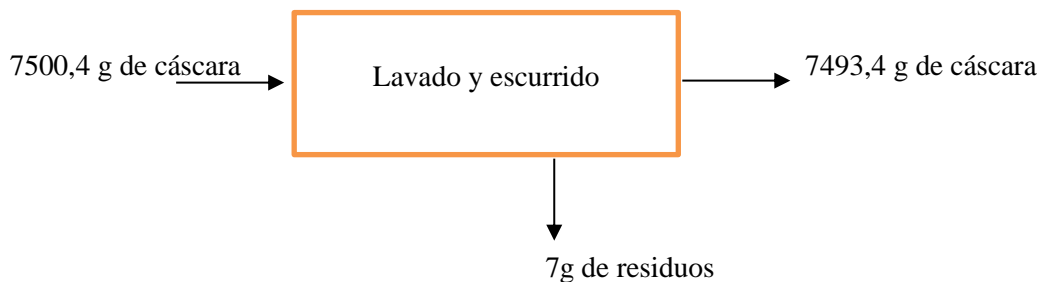 7500,4 g de cáscara
Lavado y escurrido
7493,4 g de cáscara
7g de residuos